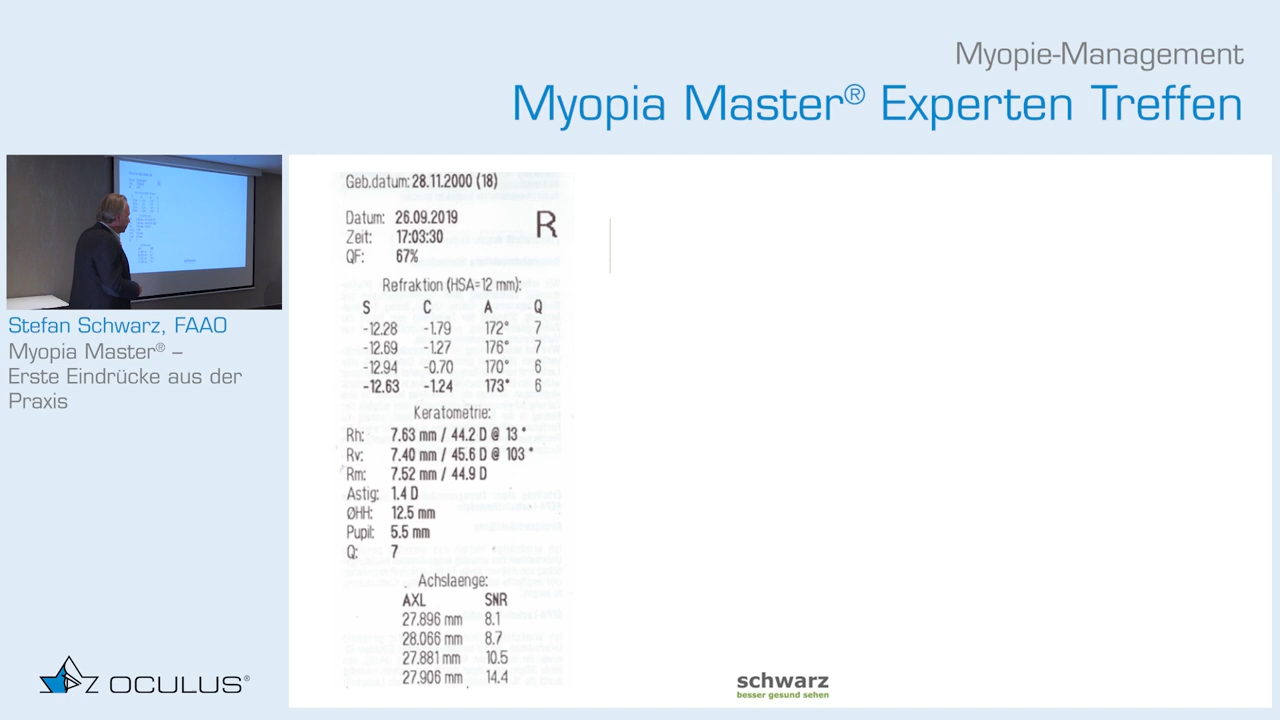 Myopie-Management
Myopia Master® Experten Treffen
Stefan Schwarz, FAAO
Myopia Master® –
Erste Eindrücke aus der
Praxis
OCULUS®
Geb.datum: 28.11.2000 (18)
Datum: 26.09.2019 R
Zeit: 17:03:30
QF: 67%
Refraktion (HSA=12 mm):
S C A Q
-12.28 -1.79 172° 7
-12.69 -1.27 176° 7
-12.94 -0.70 170° 6
-12.63 -1.24 173° 6
Keratometrie:
Rh: 7.63 mm / 44.2 D @ 13 °
Rv: 7.40 mm / 45.6 D @ 103 °
Rm: 7.52 mm / 44.9 D
Astig: 1.4 D
ØHH: 12.5 mm
Pupil: 5.5 mm
Q: 7
Achslaenge:
AXL SNR
27.896 mm 8.1
28.066 mm 8.7
27.881 mm 10.5
27.906 mm 14.4
schwarz
besser gesund sehen